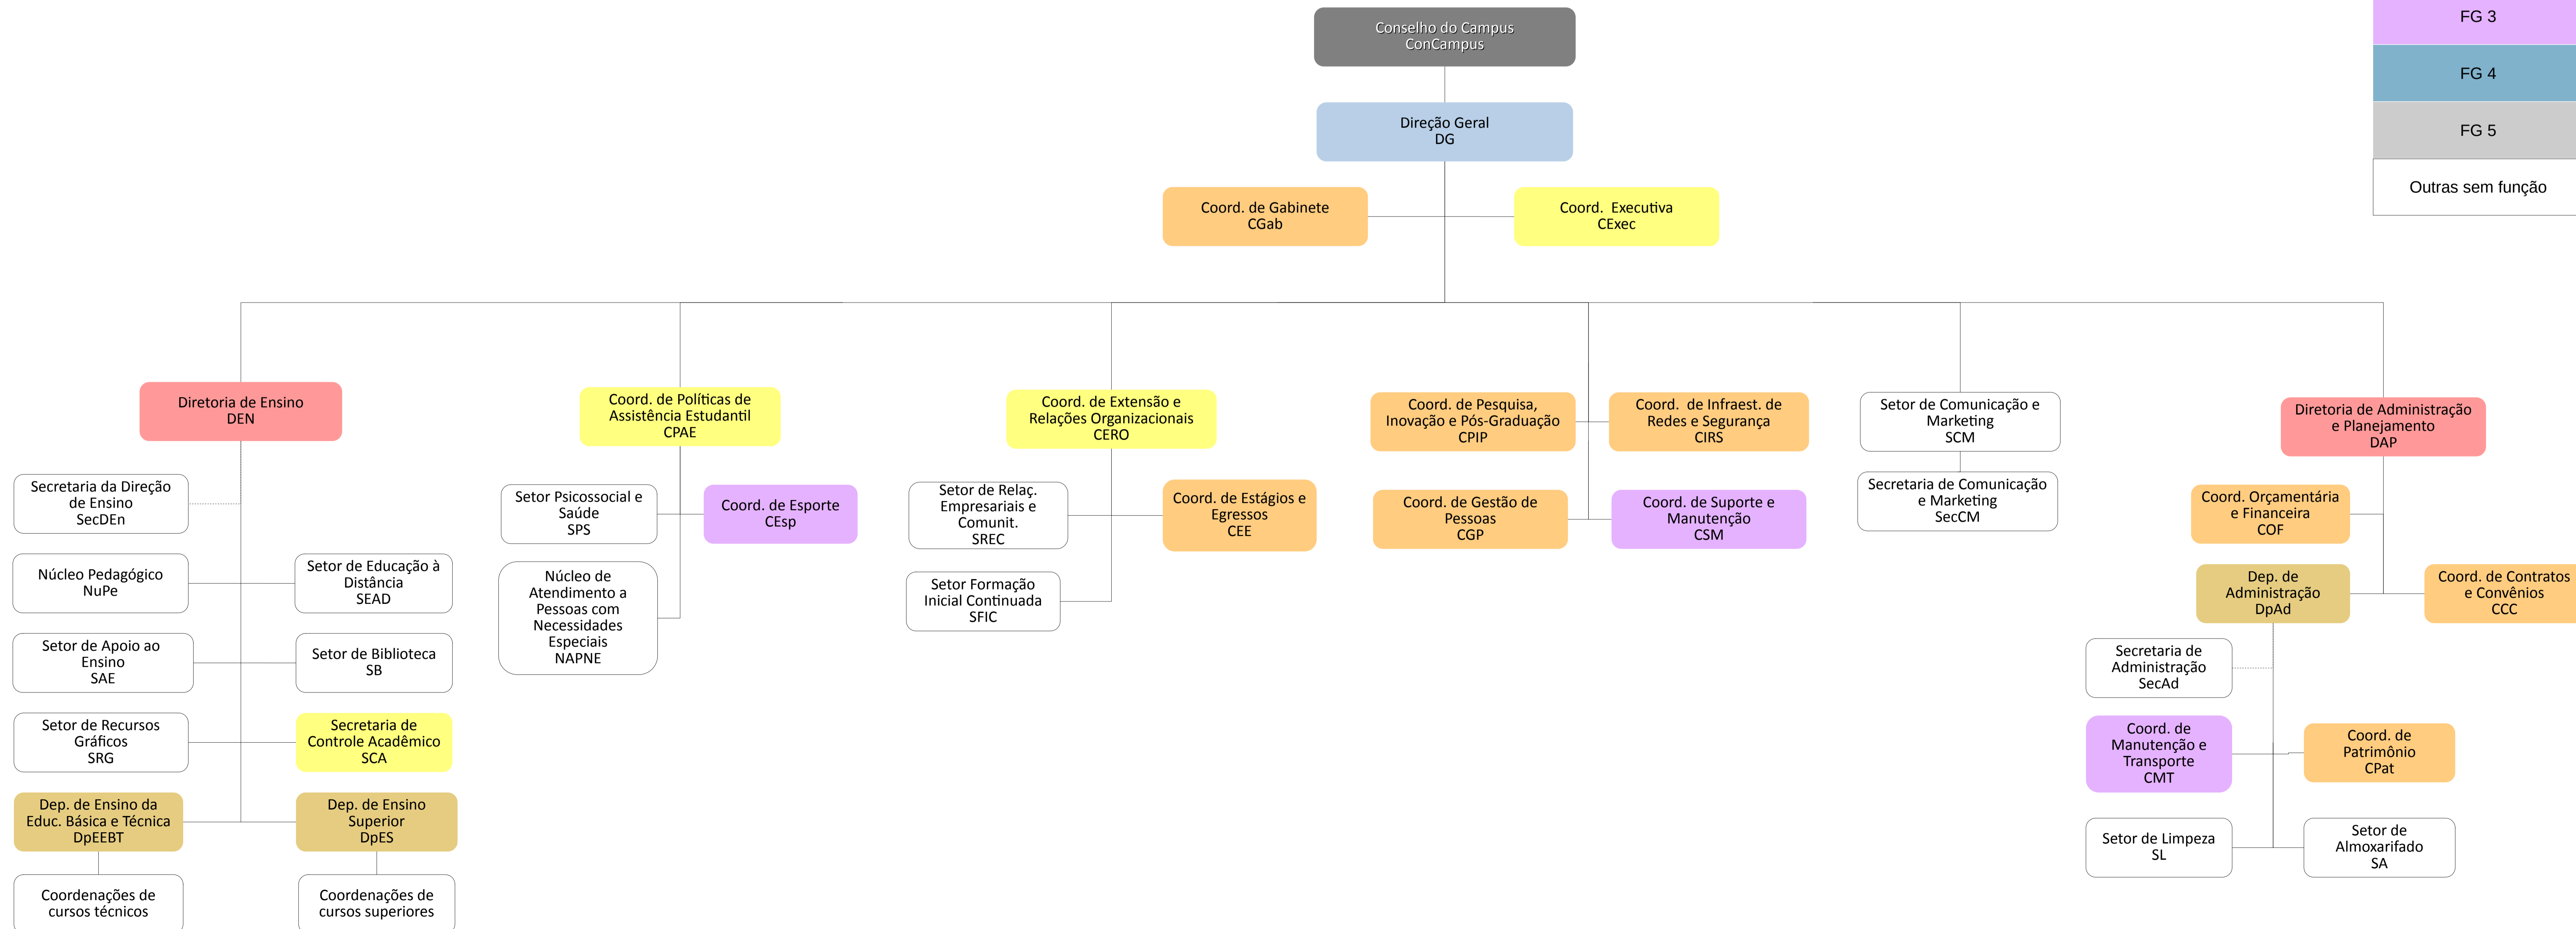 Conselho do Campus
ConCampus
FG 3
FG 4
FG 5
Outras sem função
Direção Geral
DG
Coord. de Gabinete
CGab
Coord. Executiva
CExec
Diretoria de Ensino
DEN
Coord. de Políticas de
Assistência Estudantil
CPAE
Coord. de Extensão e
Relações Organizacionais
CERO
Coord. de Pesquisa,
Inovação e Pós-Graduação
CPIP
Coord. de Infraest. de
Redes e Segurança
CIRS
Setor de Comunicação e
Marketing
SCM
Diretoria de Administração
e Planejamento
DAP
Secretaria da Direção
de Ensino
SecDEn
Setor Psicossocial e
Saúde
SPS
Coord. de Esporte
CEsp
Setor de Relaç.
Empresariais e
Comunit.
SREC
Coord. de Estágios e
Egressos
CEE
Coord. de Gestão de
Pessoas
CGP
Coord. de Suporte e
Manutenção
CSM
Secretaria de Comunicação
e Marketing
SecCM
Coord. Orçamentária
e Financeira
COF
Núcleo Pedagógico
NuPe
Setor de Educação à
Distância
SEAD
Núcleo de
Atendimento a
Pessoas com
Necessidades
Especiais
NAPNE
Setor Formação
Inicial Continuada
SFIC
Dep. de
Administração
DpAd
Coord. de Contratos
e Convênios
CCC
Setor de Apoio ao
Ensino
SAE
Setor de Biblioteca
SB
Secretaria de
Administração
SecAd
Setor de Recursos
Gráficos
SRG
Secretaria de
Controle Acadêmico
SCA
Coord. de
Manutenção e
Transporte
CMT
Coord. de
Patrimônio
CPat
Dep. de Ensino da
Educ. Básica e Técnica
DpEEBT
Dep. de Ensino
Superior
DpES
Setor de Limpeza
SL
Setor de
Almoxarifado
SA
Coordenações de
cursos técnicos
Coordenações de
cursos superiores